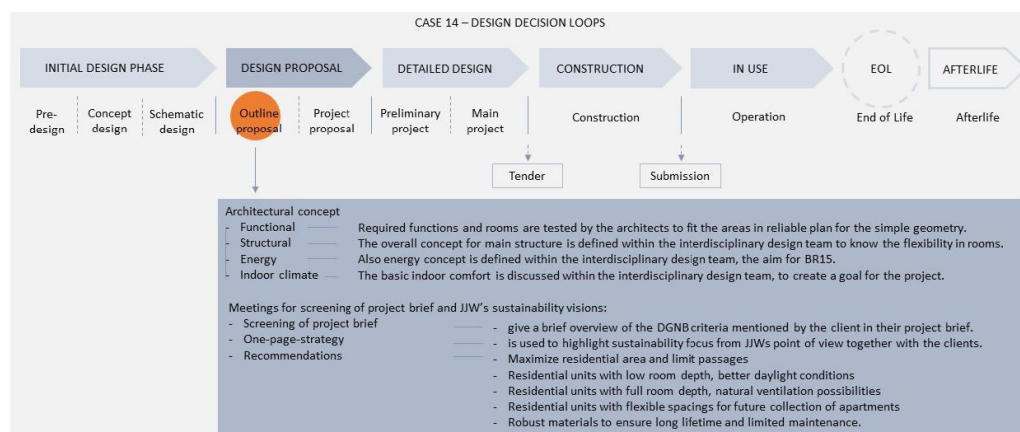 CASE 14 – DESIGN DECISION LOOPS
INITIAL DESIGN PHASE
DESIGN PROPOSAL
DETAILED DESIGN
CONSTRUCTION
IN USE
EOL
AFTERLIFE
Pre-
design
Concept
design
Schematic
design
Outline
proposal
Project
proposal
Preliminary
project
Main
project
Construction
Operation
End of Life
Afterlife
Tender
Submission
Architectural concept
- Functional Required functions and rooms are tested by the architects to fit the areas in reliable plan for the simple geometry.
- Structural The overall concept for main structure is defined within the interdisciplinary design team to know the flexibility in rooms.
- Energy Also energy concept is defined within the interdisciplinary design team, the aim for BR15.
- Indoor climate The basic indoor comfort is discussed within the interdisciplinary design team, to create a goal for the project.
Meetings for screening of project brief and JJW's sustainability visions:
- Screening of project brief - give a brief overview of the DGNB criteria mentioned by the client in their project brief.
- One-page-strategy - is used to highlight sustainability focus from JJWs point of view together with the clients.
- Recommendations - Maximize residential area and limit passages
- Residential units with low room depth, better daylight conditions
- Residential units with full room depth, natural ventilation possibilities
- Residential units with flexible spacings for future collection of apartments
- Robust materials to ensure long lifetime and limited maintenance.